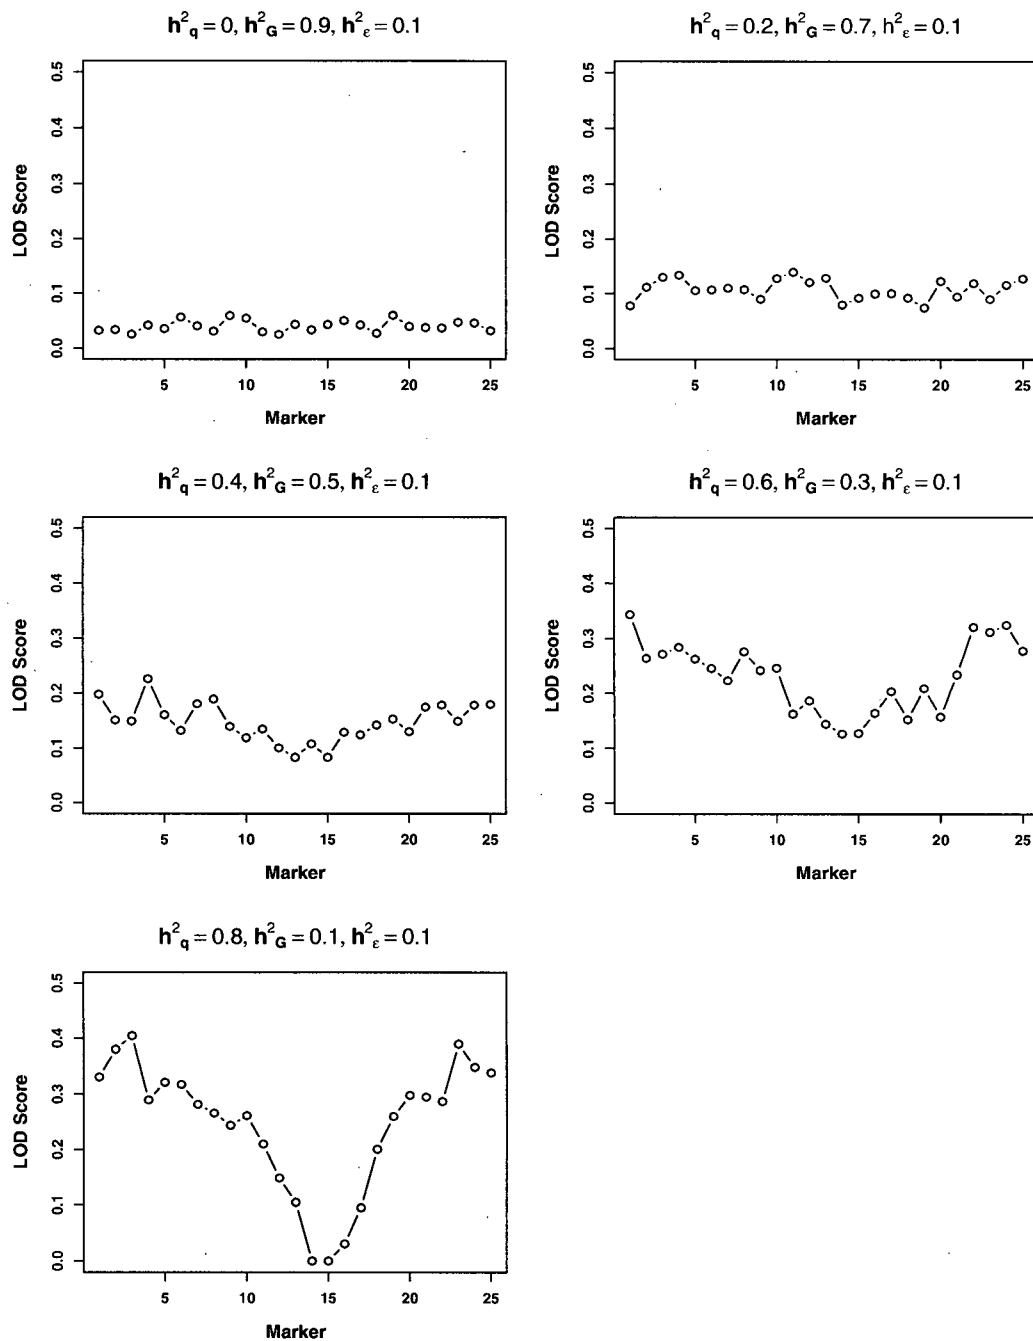 h²q = 0, h²G = 0.9, h²ε = 0.1
LOD Score
0.5
0.4
0.3
0.2
0.1
0.0
5 10 15 20 25
Marker
h²q = 0.2, h²G = 0.7, h²ε = 0.1
LOD Score
0.5
0.4
0.3
0.2
0.1
0.0
5 10 15 20 25
Marker
h²q = 0.4, h²G = 0.5, h²ε = 0.1
LOD Score
0.5
0.4
0.3
0.2
0.1
0.0
5 10 15 20 25
Marker
h²q = 0.6, h²G = 0.3, h²ε = 0.1
LOD Score
0.5
0.4
0.3
0.2
0.1
0.0
5 10 15 20 25
Marker
h²q = 0.8, h²G = 0.1, h²ε = 0.1
LOD Score
0.5
0.4
0.3
0.2
0.1
0.0
5 10 15 20 25
Marker